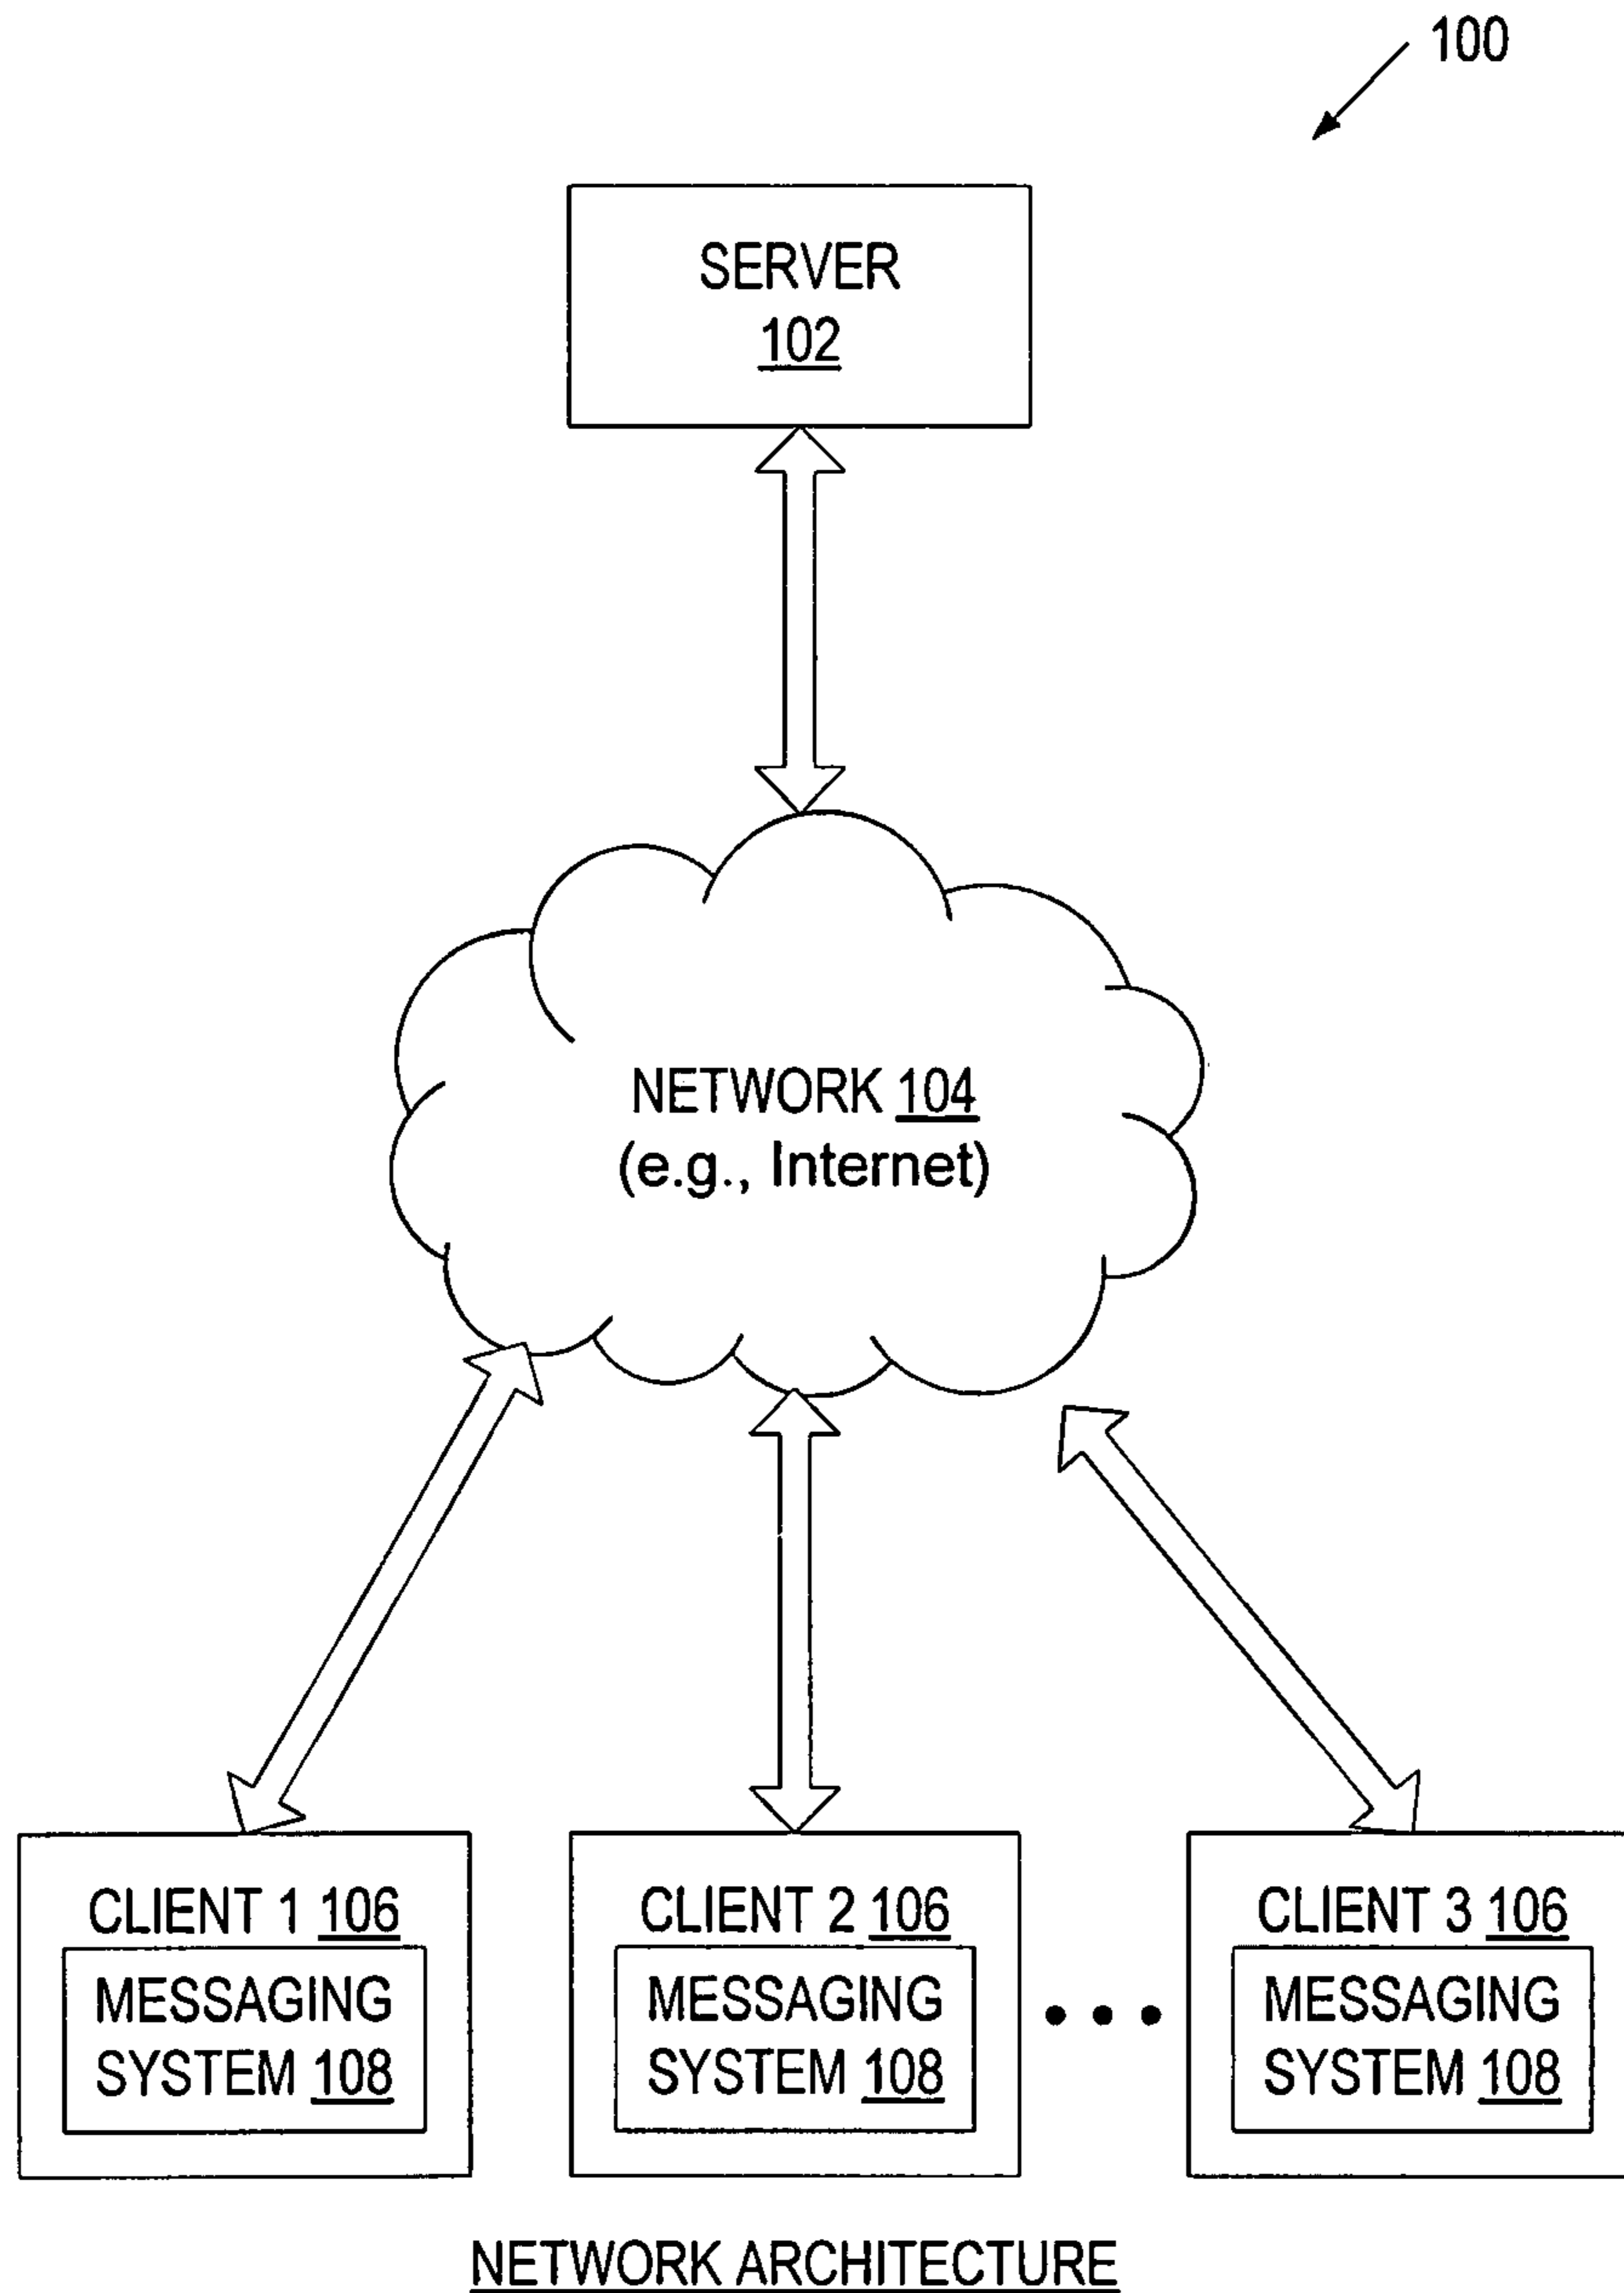 100
SERVER
102
NETWORK 104
(e.g., Internet)
CLIENT 1 106
MESSAGING
SYSTEM 108
CLIENT 2 106
MESSAGING
SYSTEM 108
CLIENT 3 106
MESSAGING
SYSTEM 108
NETWORK ARCHITECTURE